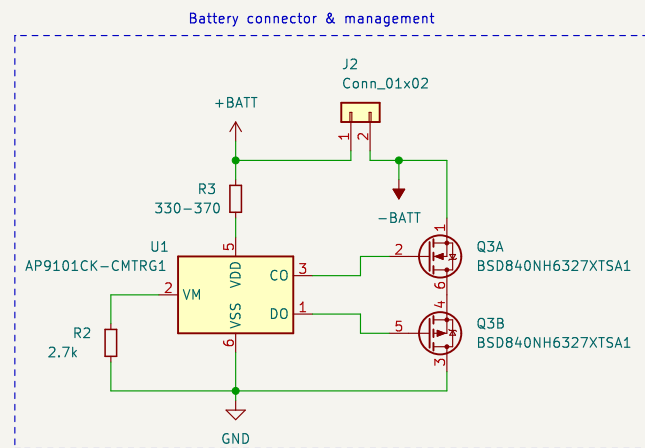 Battery connector & management
J2
Conn_01x02
+BATT
1
2
R3
330-370
-BATT
U1
AP9101CK-CMTRG1
5
VDD
CO
3
2
VM
VSS
DO
1
6
R2
2.7k
1
2
Q3A
BSD840NH6327XTSA1
6
4
5
Q3B
BSD840NH6327XTSA1
3
GND